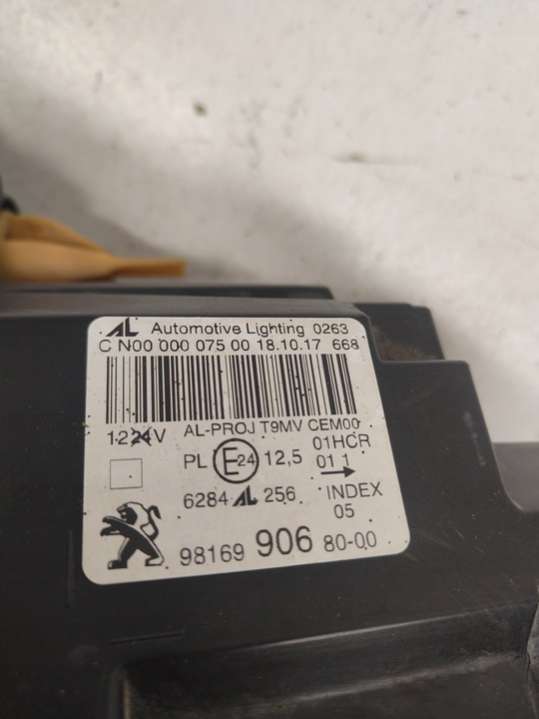 AL Automotive Lighting 0263
C N00 000 075 00 18.10.17 668
12 24V AL-PROJ T9MV CEM00
PL E24 12,5 01HCR
01 1
6284 AL 256 INDEX
05
98169 906 80-00